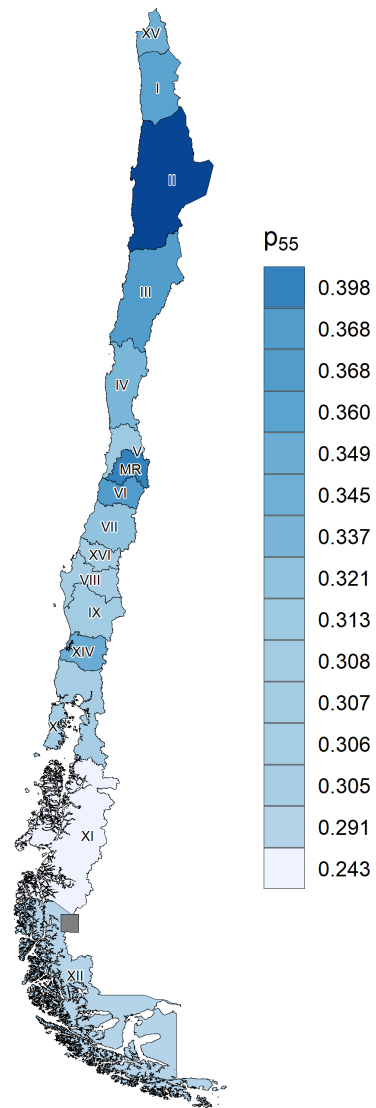 XV
I
II
III
IV
V
MR
VI
VII
XVI
VIII
IX
XIV
X
XI
XII
p55
0.398
0.368
0.368
0.360
0.349
0.345
0.337
0.321
0.313
0.308
0.307
0.306
0.305
0.291
0.243